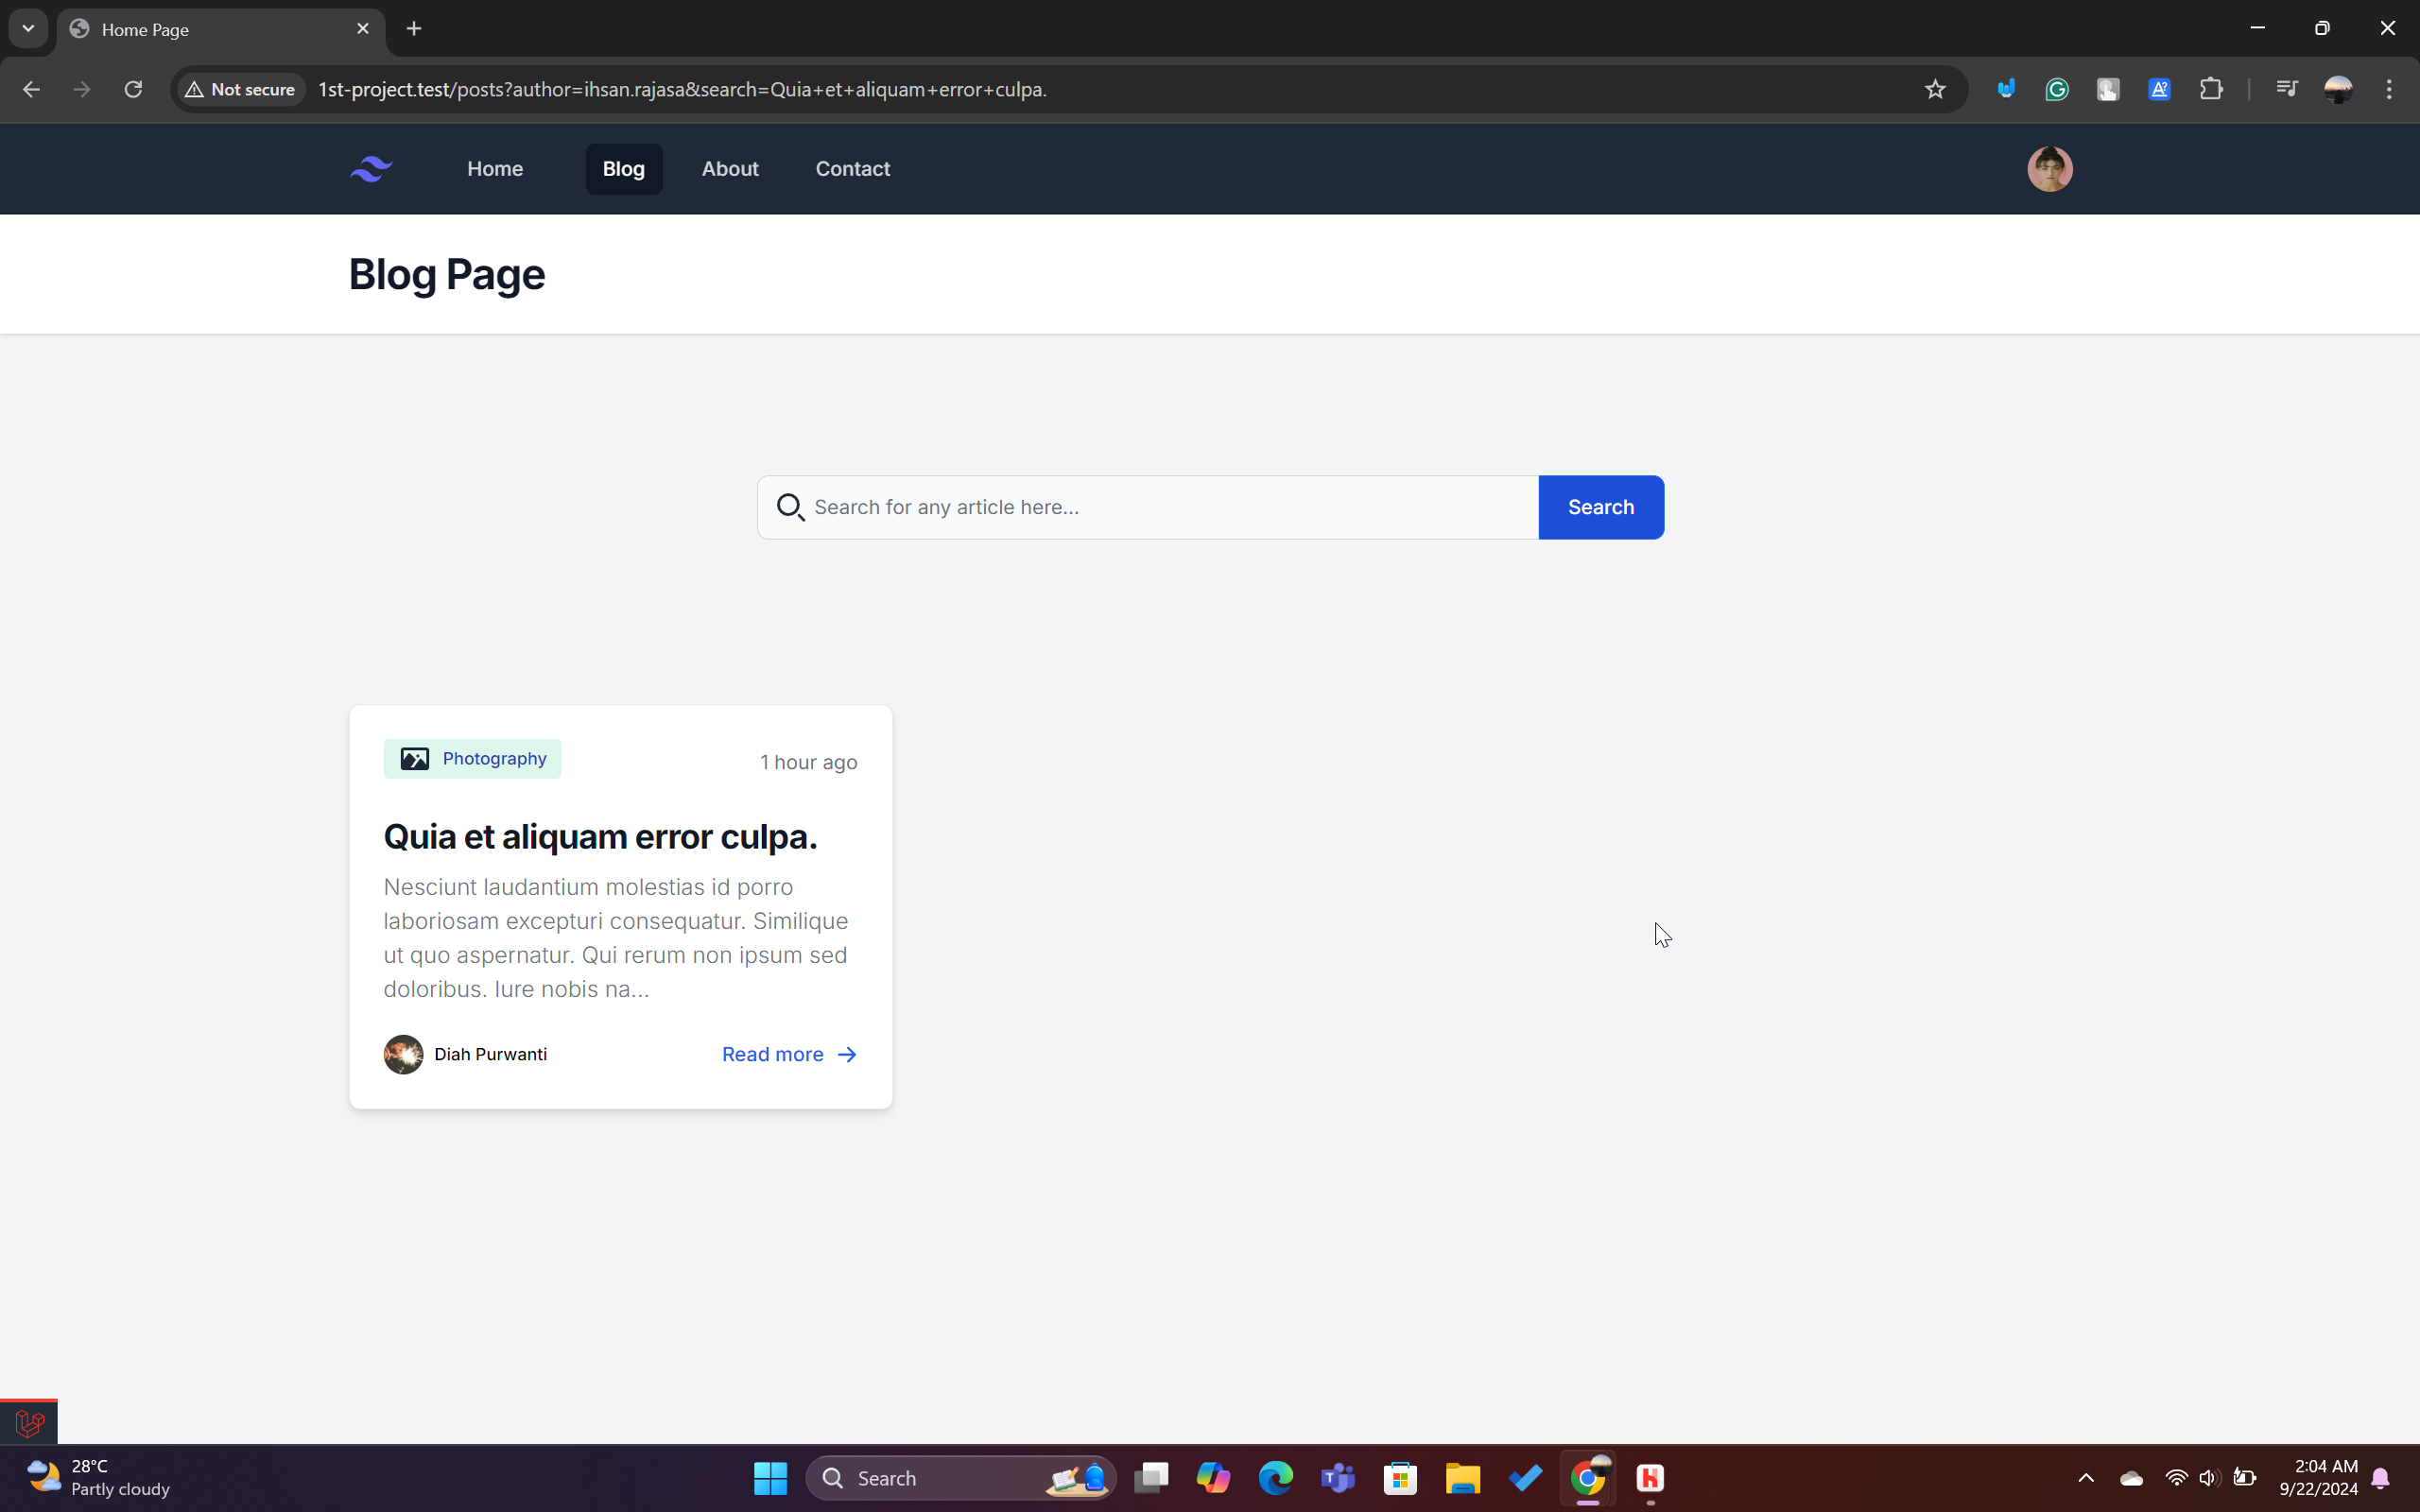 Home Page
Not secure
1st-project.test/posts?author=ihsan.rajasa&search=Quia+et+aliquam+error+culpa.
Home
Blog
About
Contact
Blog Page
Search for any article here...
Search
Photography
1 hour ago
Quia et aliquam error culpa.
Nesciunt laudantium molestias id porro
laboriosam excepturi consequatur. Similique
ut quo aspernatur. Qui rerum non ipsum sed
doloribus. Iure nobis na...
Diah Purwanti
Read more
28°C
Partly cloudy
Search
2:04 AM
9/22/2024